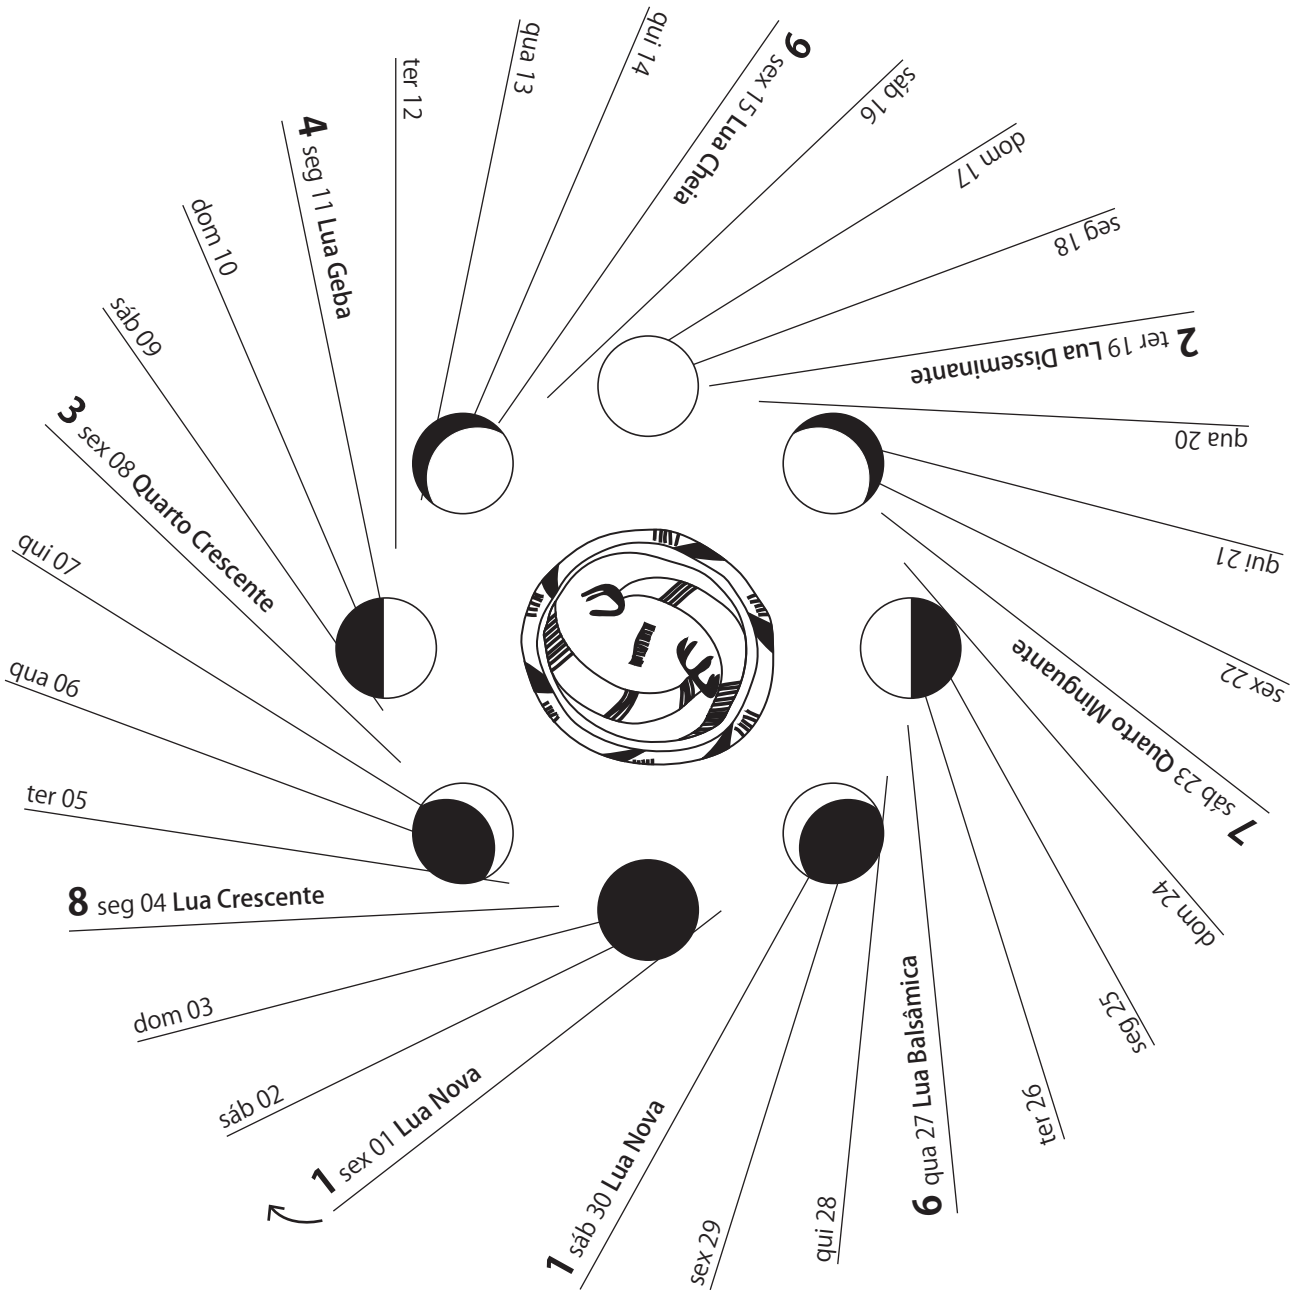 1 sex 01 Lua Nova
sáb 02
dom 03
8 seg 04 Lua Crescente
ter 05
qua 06
qui 07
3 sex 08 Quarto Crescente
sáb 09
dom 10
4 seg 11 Lua Geba
ter 12
qua 13
qui 14
9 sex 15 Lua Cheia
sáb 16
dom 17
seg 18
2 ter 19 Lua Disseminante
qua 20
qui 21
sex 22
7 sáb 23 Quarto Minguante
dom 24
seg 25
ter 26
6 qua 27 Lua Balsâmica
qui 28
sex 29
1 sáb 30 Lua Nova